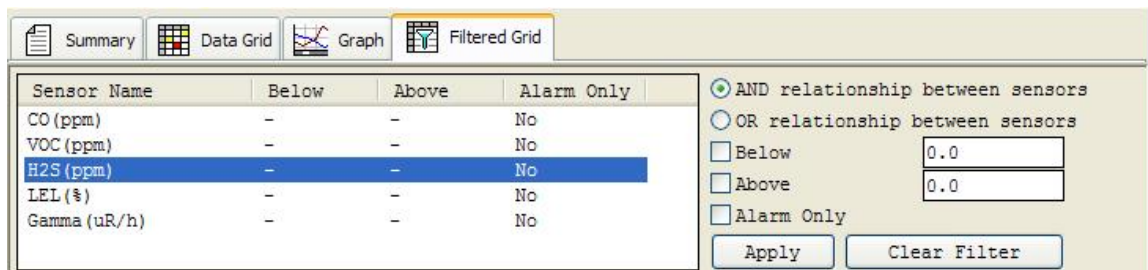 Summary Data Grid Graph Filtered Grid
Sensor Name Below Above Alarm Only
CO(ppm) - - No
VOC(ppm) - - No
H2S(ppm) - - No
LEL(%) - - No
Gamma(uR/h) - - No
AND relationship between sensors
OR relationship between sensors
Below 0.0
Above 0.0
Alarm Only
Apply Clear Filter